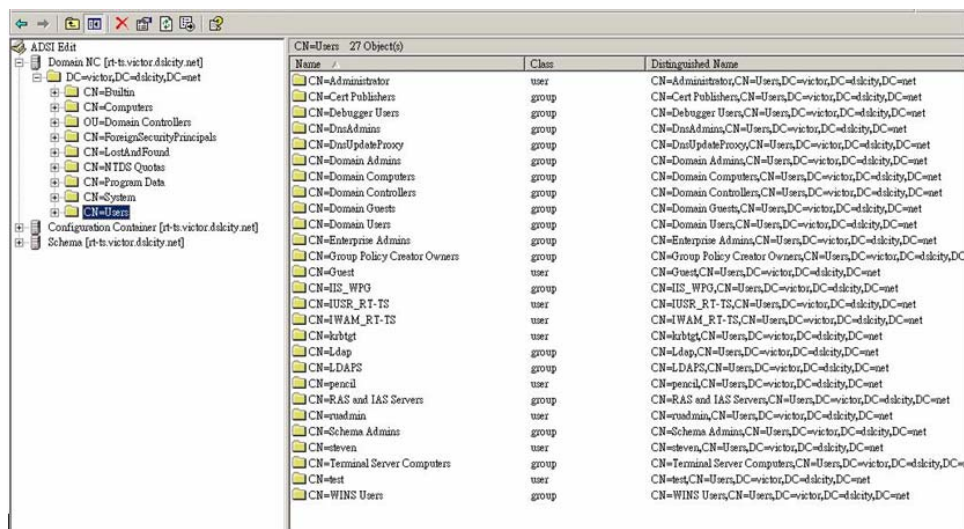 ADSI Edit
Domain NC [rt-ts.victor.dslcity.net]
DC=victor,DC=dslcity,DC=net
CN=Builtin
CN=Computers
OU=Domain Controllers
CN=ForeignSecurityPrincipals
CN=LostAndFound
CN=NTDS Quotas
CN=Program Data
CN=System
CN=Users
Configuration Container [rt-ts.victor.dslcity.net]
Schema [rt-ts.victor.dslcity.net]
CN=Users 27 Object(s)
Name Class Distinguished Name
CN=Administrator user CN=Administrator,CN=Users,DC=victor,DC=dslcity,DC=net
CN=Cert Publishers group CN=Cert Publishers,CN=Users,DC=victor,DC=dslcity,DC=net
CN=Debugger Users group CN=Debugger Users,CN=Users,DC=victor,DC=dslcity,DC=net
CN=DnsAdmins group CN=DnsAdmins,CN=Users,DC=victor,DC=dslcity,DC=net
CN=DnsUpdateProxy group CN=DnsUpdateProxy,CN=Users,DC=victor,DC=dslcity,DC=net
CN=Domain Admins group CN=Domain Admins,CN=Users,DC=victor,DC=dslcity,DC=net
CN=Domain Computers group CN=Domain Computers,CN=Users,DC=victor,DC=dslcity,DC=net
CN=Domain Controllers group CN=Domain Controllers,CN=Users,DC=victor,DC=dslcity,DC=net
CN=Domain Guests group CN=Domain Guests,CN=Users,DC=victor,DC=dslcity,DC=net
CN=Domain Users group CN=Domain Users,CN=Users,DC=victor,DC=dslcity,DC=net
CN=Enterprise Admins group CN=Enterprise Admins,CN=Users,DC=victor,DC=dslcity,DC=net
CN=Group Policy Creator Owners group CN=Group Policy Creator Owners,CN=Users,DC=victor,DC=dslcity,DC
CN=Guest user CN=Guest,CN=Users,DC=victor,DC=dslcity,DC=net
CN=IIS_WPG group CN=IIS_WPG,CN=Users,DC=victor,DC=dslcity,DC=net
CN=IUSR_RT-TS user CN=IUSR_RT-TS,CN=Users,DC=victor,DC=dslcity,DC=net
CN=IWAM_RT-TS user CN=IWAM_RT-TS,CN=Users,DC=victor,DC=dslcity,DC=net
CN=krbtgt user CN=krbtgt,CN=Users,DC=victor,DC=dslcity,DC=net
CN=Ldap group CN=Ldap,CN=Users,DC=victor,DC=dslcity,DC=net
CN=LDAPS group CN=LDAPS,CN=Users,DC=victor,DC=dslcity,DC=net
CN=pencil user CN=pencil,CN=Users,DC=victor,DC=dslcity,DC=net
CN=RAS and IAS Servers group CN=RAS and IAS Servers,CN=Users,DC=victor,DC=dslcity,DC=net
CN=ruadmin user CN=ruadmin,CN=Users,DC=victor,DC=dslcity,DC=net
CN=Schema Admins group CN=Schema Admins,CN=Users,DC=victor,DC=dslcity,DC=net
CN=steven user CN=steven,CN=Users,DC=victor,DC=dslcity,DC=net
CN=Terminal Server Computers group CN=Terminal Server Computers,CN=Users,DC=victor,DC=dslcity,DC=
CN=test user CN=test,CN=Users,DC=victor,DC=dslcity,DC=net
CN=WINS Users group CN=WINS Users,CN=Users,DC=victor,DC=dslcity,DC=net